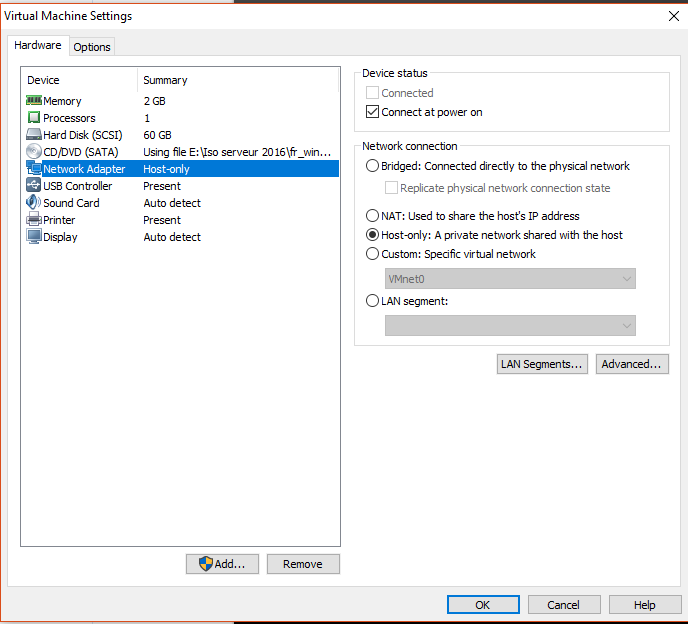 Virtual Machine Settings
Hardware Options
Device Summary
Memory 2 GB
Processors 1
Hard Disk (SCSI) 60 GB
CD/DVD (SATA) Using file E:\Iso serveur 2016\fr_win...
Network Adapter Host-only
USB Controller Present
Sound Card Auto detect
Printer Present
Display Auto detect
Add... Remove
Device status
Connected
Connect at power on
Network connection
Bridged: Connected directly to the physical network
Replicate physical network connection state
NAT: Used to share the host's IP address
Host-only: A private network shared with the host
Custom: Specific virtual network
VMnet0
LAN segment:
LAN Segments... Advanced...
OK Cancel Help